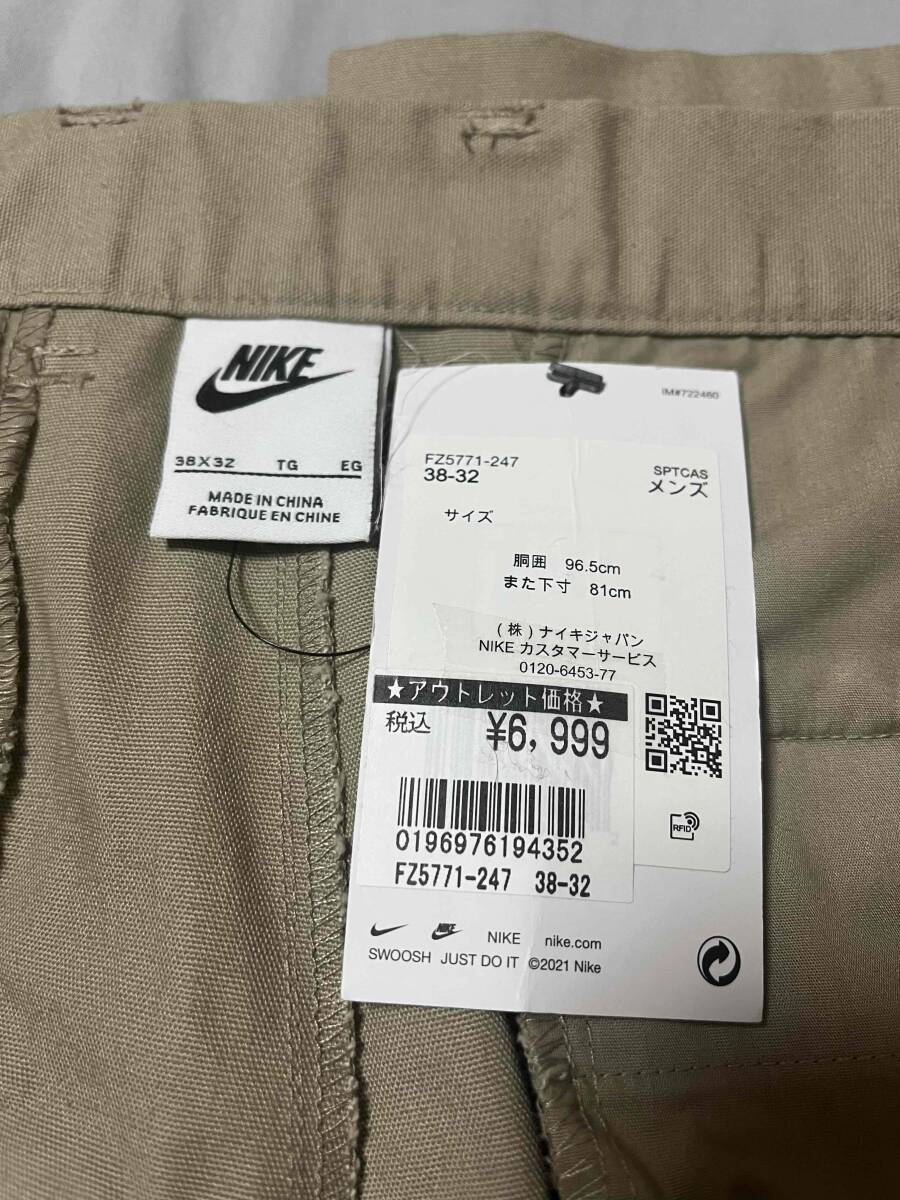 NIKE
38X32 TG EG
MADE IN CHINA
FABRIQUE EN CHINE
IM#722460
FZ5771-247
38-32
SPTCAS
メンズ
サイズ
胴囲 96.5cm
また下寸 81cm
(株)ナイキジャパン
NIKE カスタマーサービス
0120-6453-77
★アウトレット価格★
税込 ¥6,999
RFID
0196976194352
FZ5771-247 38-32
NIKE NIKE nike.com
SWOOSH JUST DO IT ©2021 Nike